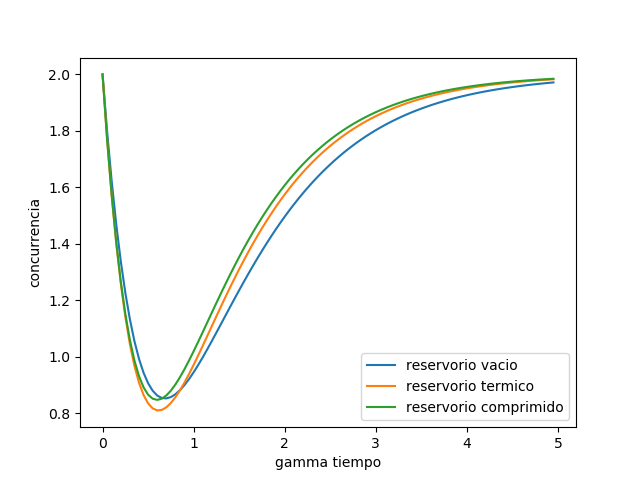 2.0
1.8
1.6
1.4
1.2
1.0
0.8
concurrencia
reservorio vacio
reservorio termico
reservorio comprimido
0 1 2 3 4 5
gamma tiempo